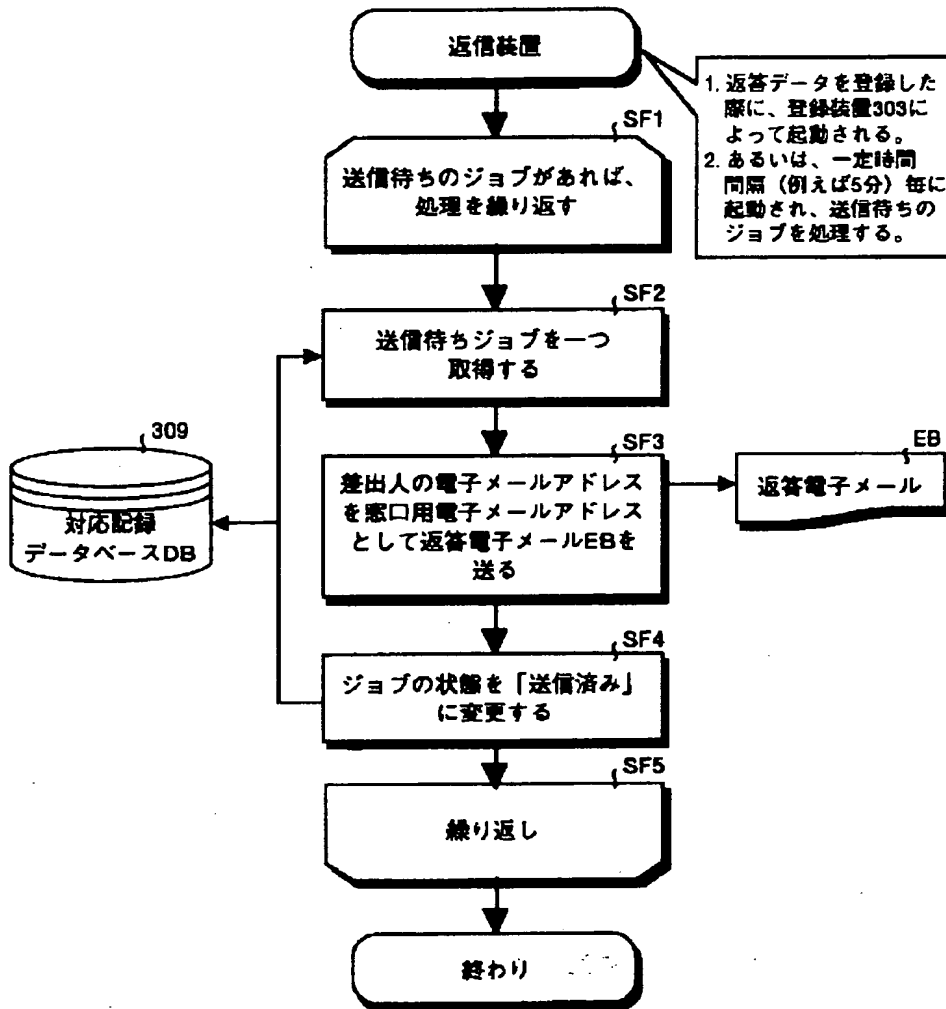 返信装置
1. 返答データを登録した
際に、登録装置303に
よって起動される。
2. あるいは、一定時間
間隔（例えば5分）毎に
起動され、送信待ちの
ジョブを処理する。
SF1
送信待ちのジョブがあれば、
処理を繰り返す
SF2
送信待ちジョブを一つ
取得する
309
対応記録
データベースDB
SF3
差出人の電子メールアドレス
を窓口用電子メールアドレス
として返答電子メールEBを
送る
EB
返答電子メール
SF4
ジョブの状態を「送信済み」
に変更する
SF5
繰り返し
終わり